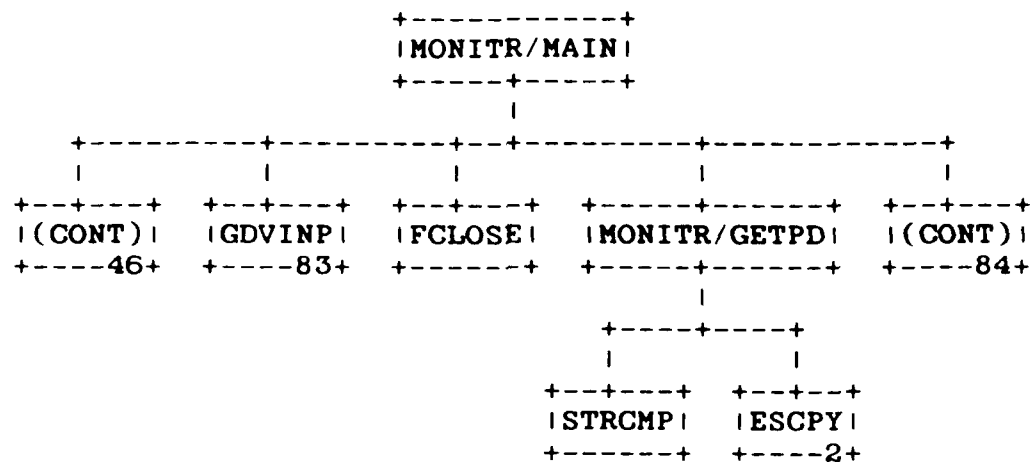 MONITR/MAIN
(CONT) GDVINP FCLOSE MONITR/GETPD (CONT)
46 83 84
STRCMP ESCPY
2